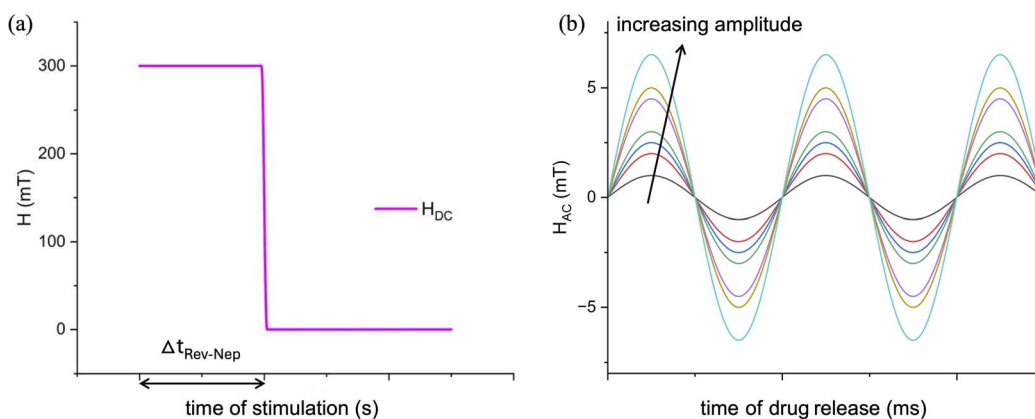 (a)
300
200
100
0
H (mT)
H_DC
Δt_Rev-Nep
time of stimulation (s)
(b)
increasing amplitude
5
0
−5
H_AC (mT)
time of drug release (ms)